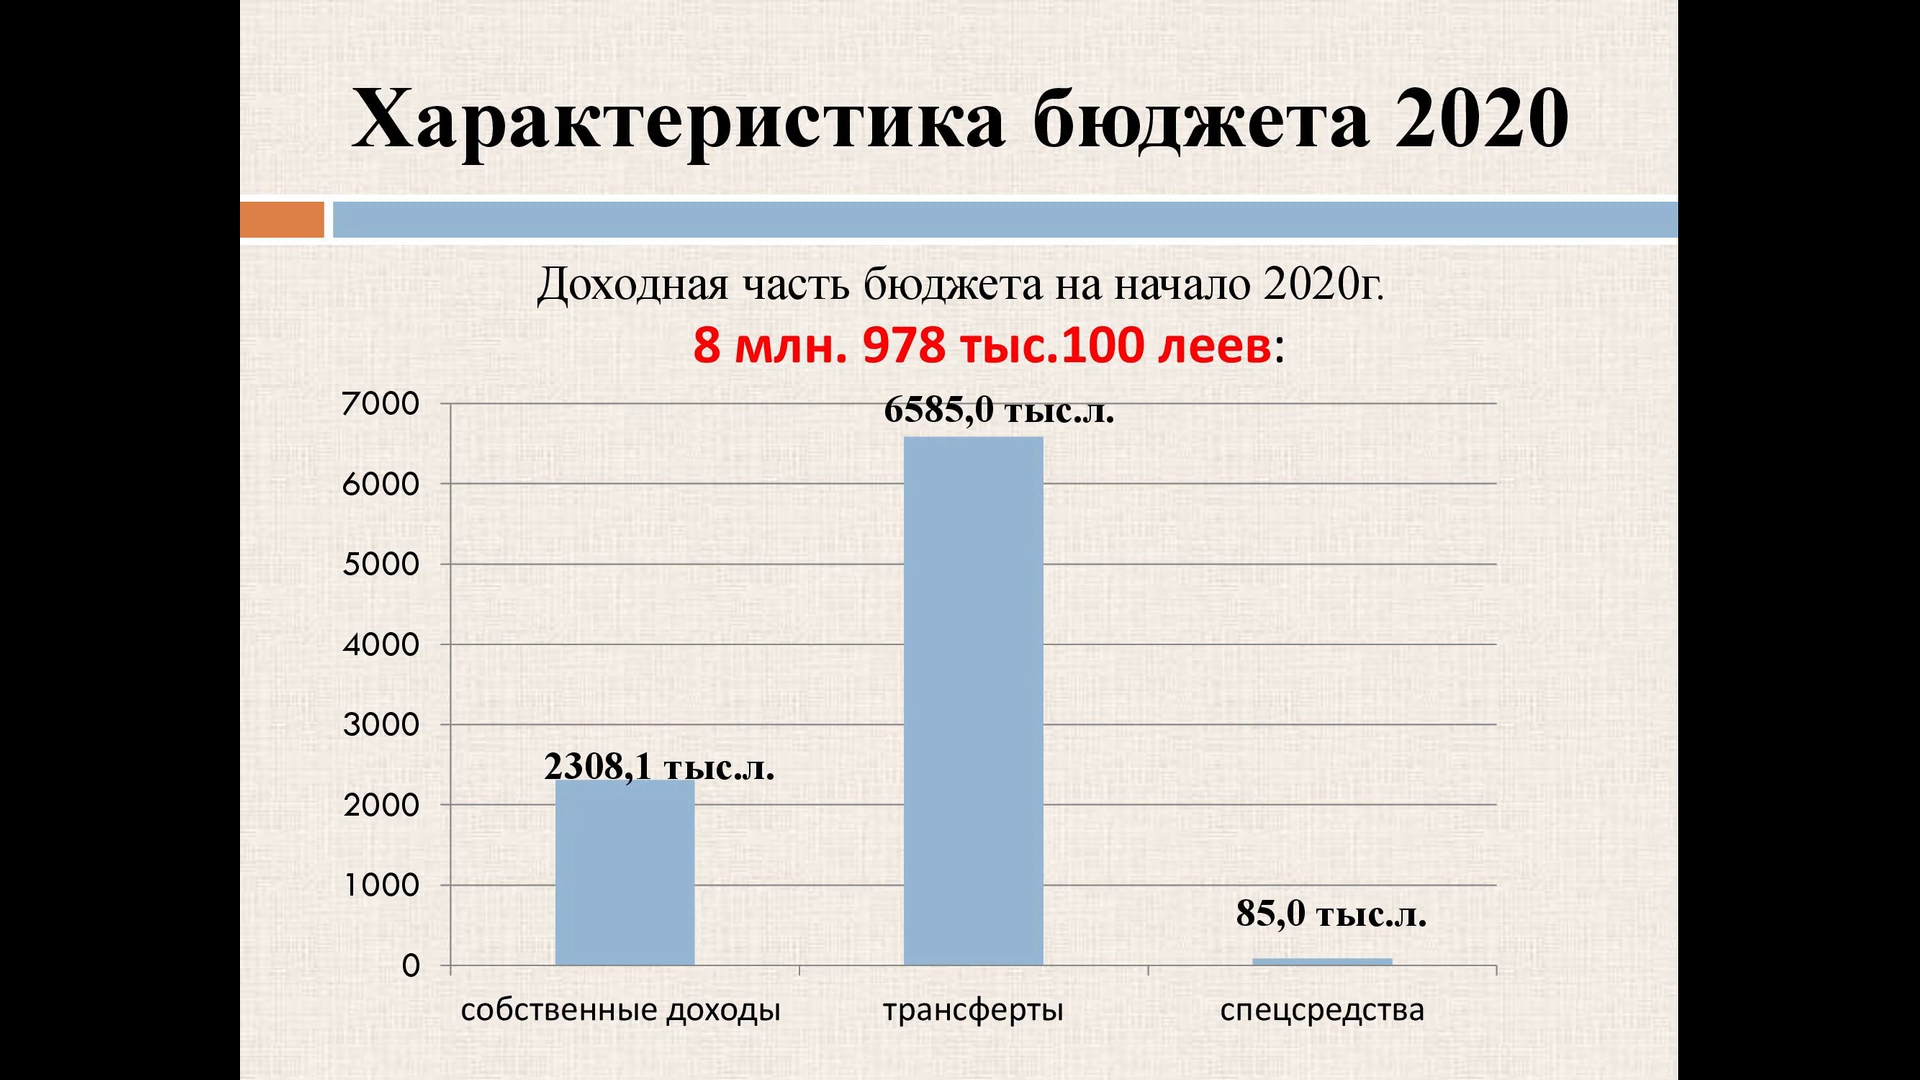 Характеристика бюджета 2020
Доходная часть бюджета на начало 2020г.
8 млн. 978 тыс.100 леев:
7000
6585,0 тыс.л.
6000
5000
4000
3000
2308,1 тыс.л.
2000
1000
85,0 тыс.л.
0
собственные доходы
трансферты
спецсредства